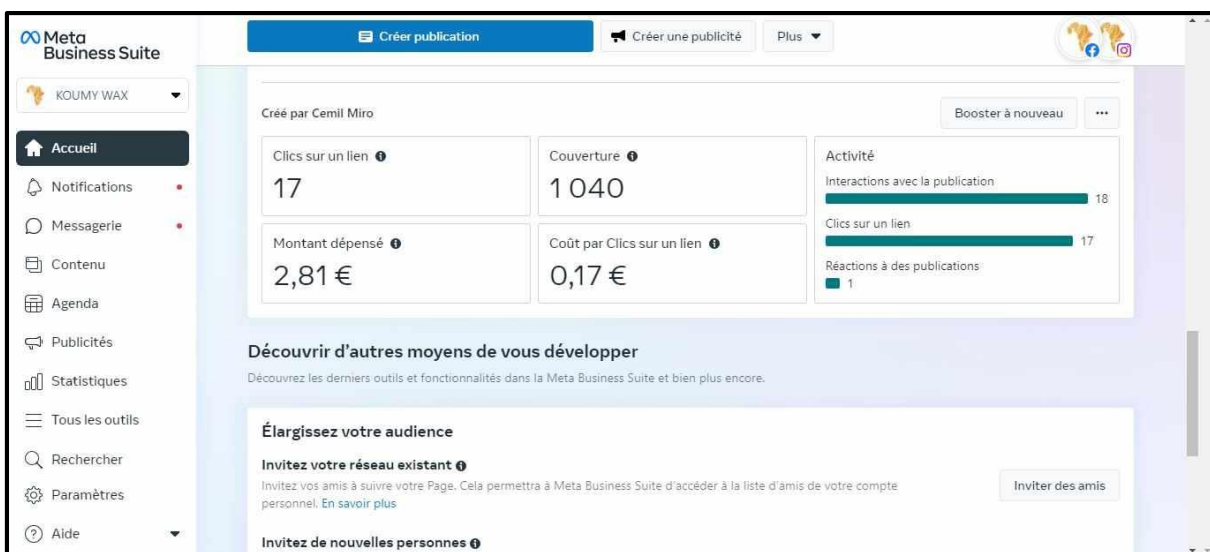 Meta
Business Suite
KOUMY WAX
Accueil
Notifications
Messagerie
Contenu
Agenda
Publicités
Statistiques
Tous les outils
Rechercher
Paramètres
Aide
Créer publication
Créer une publicité
Plus
Créé par Cemil Miro
Booster à nouveau
Clics sur un lien
17
Couverture
1 040
Montant dépensé
2,81 €
Coût par Clics sur un lien
0,17 €
Activité
Interactions avec la publication
18
Clics sur un lien
17
Réactions à des publications
1
Découvrir d'autres moyens de vous développer
Découvrez les derniers outils et fonctionnalités dans la Meta Business Suite et bien plus encore.
Élargissez votre audience
Invitez votre réseau existant
Invitez vos amis à suivre votre Page. Cela permettra à Meta Business Suite d'accéder à la liste d'amis de votre compte
personnel. En savoir plus
Inviter des amis
Invitez de nouvelles personnes